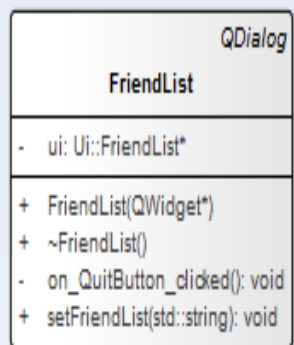 QDialog
FriendList
- ui: Ui::FriendList*
+ FriendList(QWidget*)
+ ~FriendList()
- on_QuitButton_clicked(): void
+ setFriendList(std::string): void